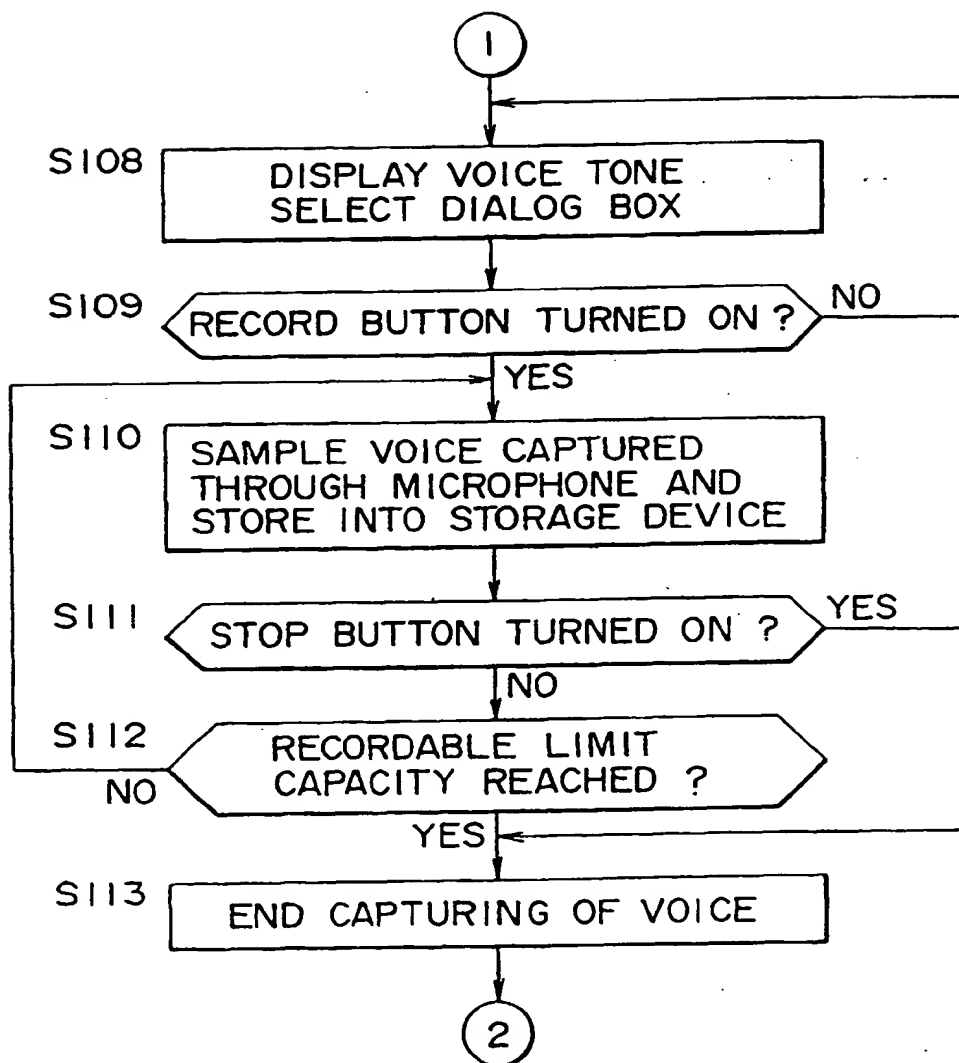 1
S108
DISPLAY VOICE TONE
SELECT DIALOG BOX
S109
RECORD BUTTON TURNED ON ?
NO
YES
S110
SAMPLE VOICE CAPTURED
THROUGH MICROPHONE AND
STORE INTO STORAGE DEVICE
S111
STOP BUTTON TURNED ON ?
YES
NO
S112
RECORDABLE LIMIT
CAPACITY REACHED ?
NO
YES
S113
END CAPTURING OF VOICE
2